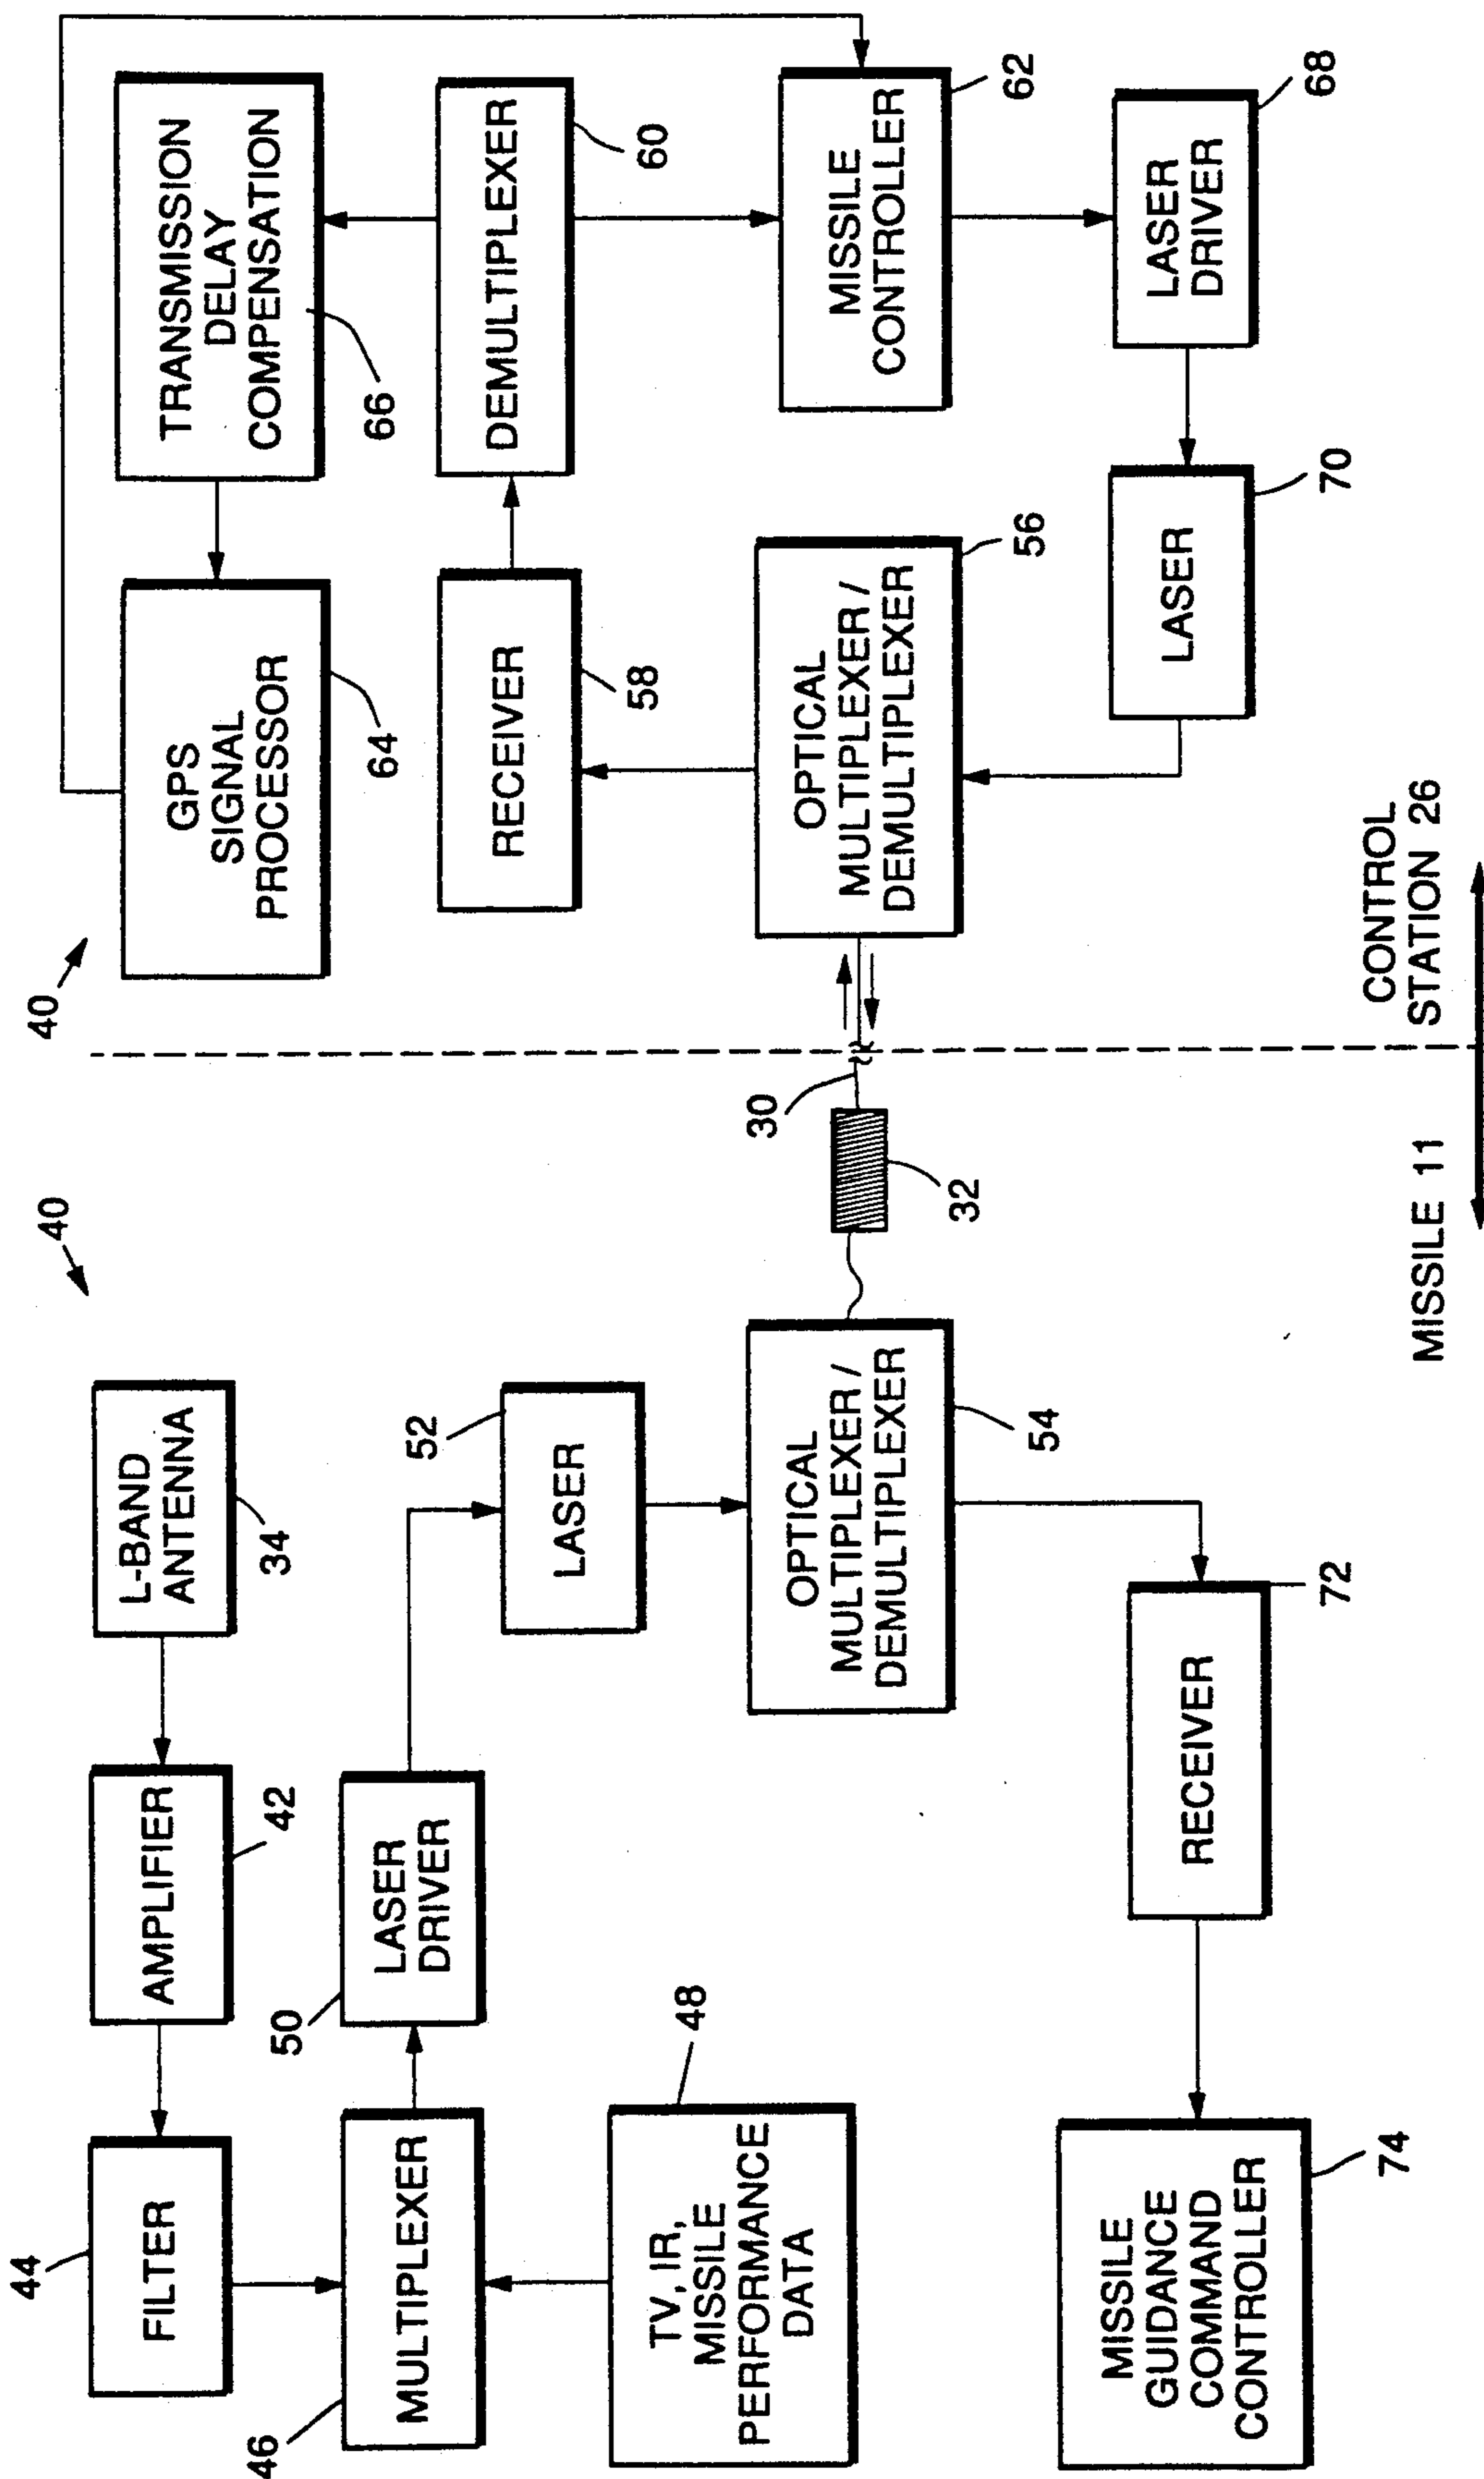 40
L-BAND
ANTENNA
34
AMPLIFIER
42
FILTER
44
MULTIPLEXER
46
TV, IR,
MISSILE
PERFORMANCE
DATA
48
LASER
DRIVER
50
LASER
52
OPTICAL
MULTIPLEXER /
DEMULTIPLEXER
54
RECEIVER
72
MISSILE
GUIDANCE
COMMAND
CONTROLLER
74
32
30
MISSILE 11
40
GPS
SIGNAL
PROCESSOR
64
TRANSMISSION
DELAY
COMPENSATION
66
RECEIVER
58
DEMULTIPLEXER
60
OPTICAL
MULTIPLEXER /
DEMULTIPLEXER
56
MISSILE
CONTROLLER
62
LASER
70
LASER
DRIVER
68
CONTROL
STATION 26